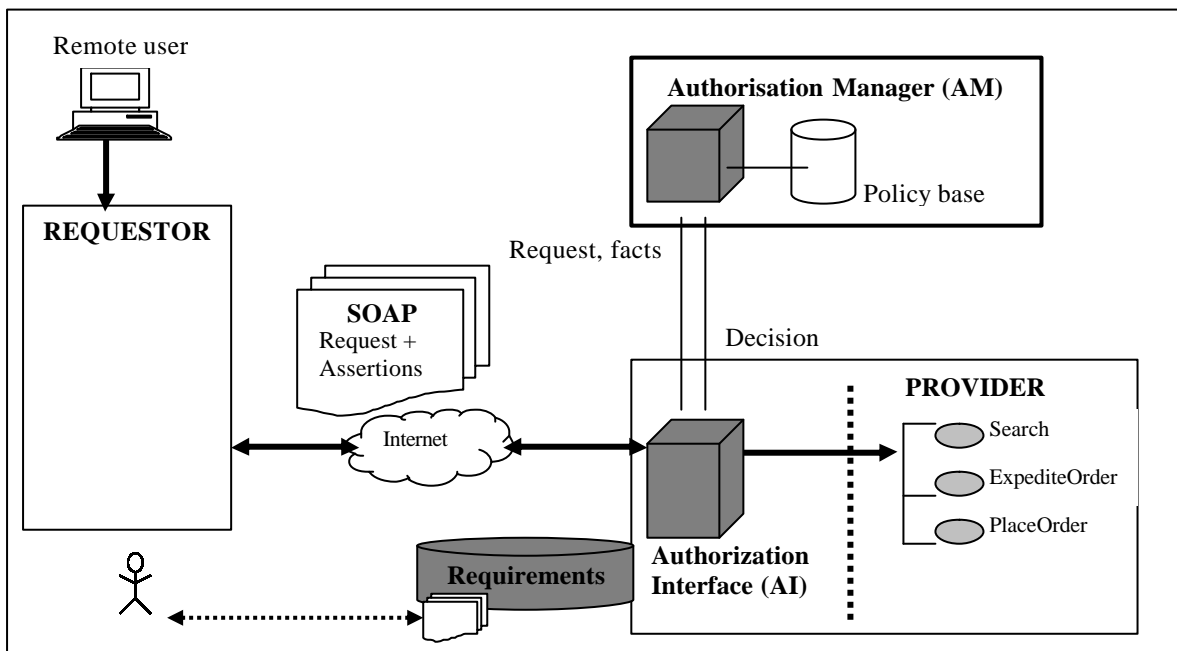 Remote user
Authorisation Manager (AM)
Policy base
REQUESTOR
Request, facts
SOAP
Request +
Assertions
Decision
PROVIDER
Internet
Search
ExpediteOrder
PlaceOrder
Authorization
Interface (AI)
Requirements